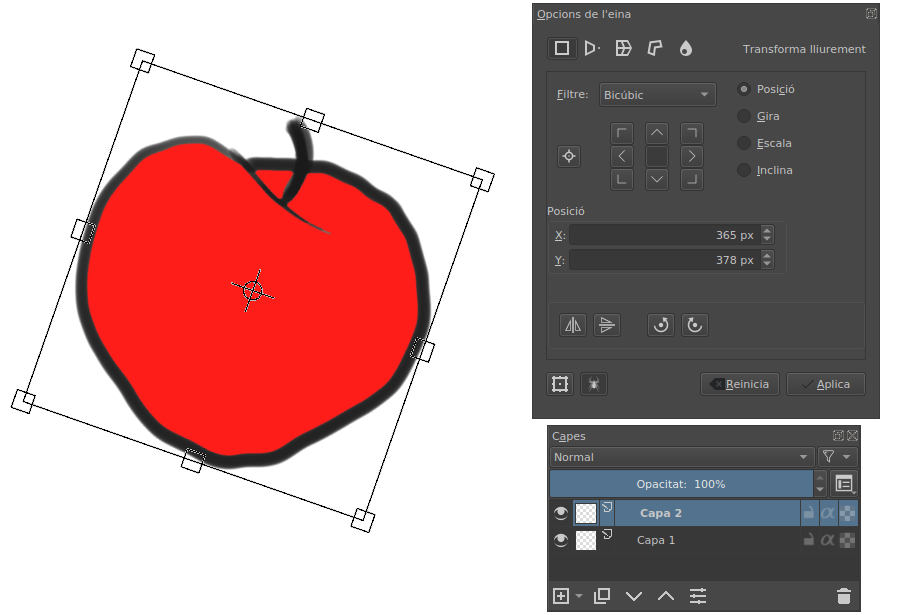 Opcions de l'eina
Transforma lliurement
Filtre: Bicúbic
Posició
Gira
Escala
Inclina
Posició
X: 365 px
Y: 378 px
Reinicia Aplica
Capes
Normal
Opacitat: 100%
Capa 2
Capa 1